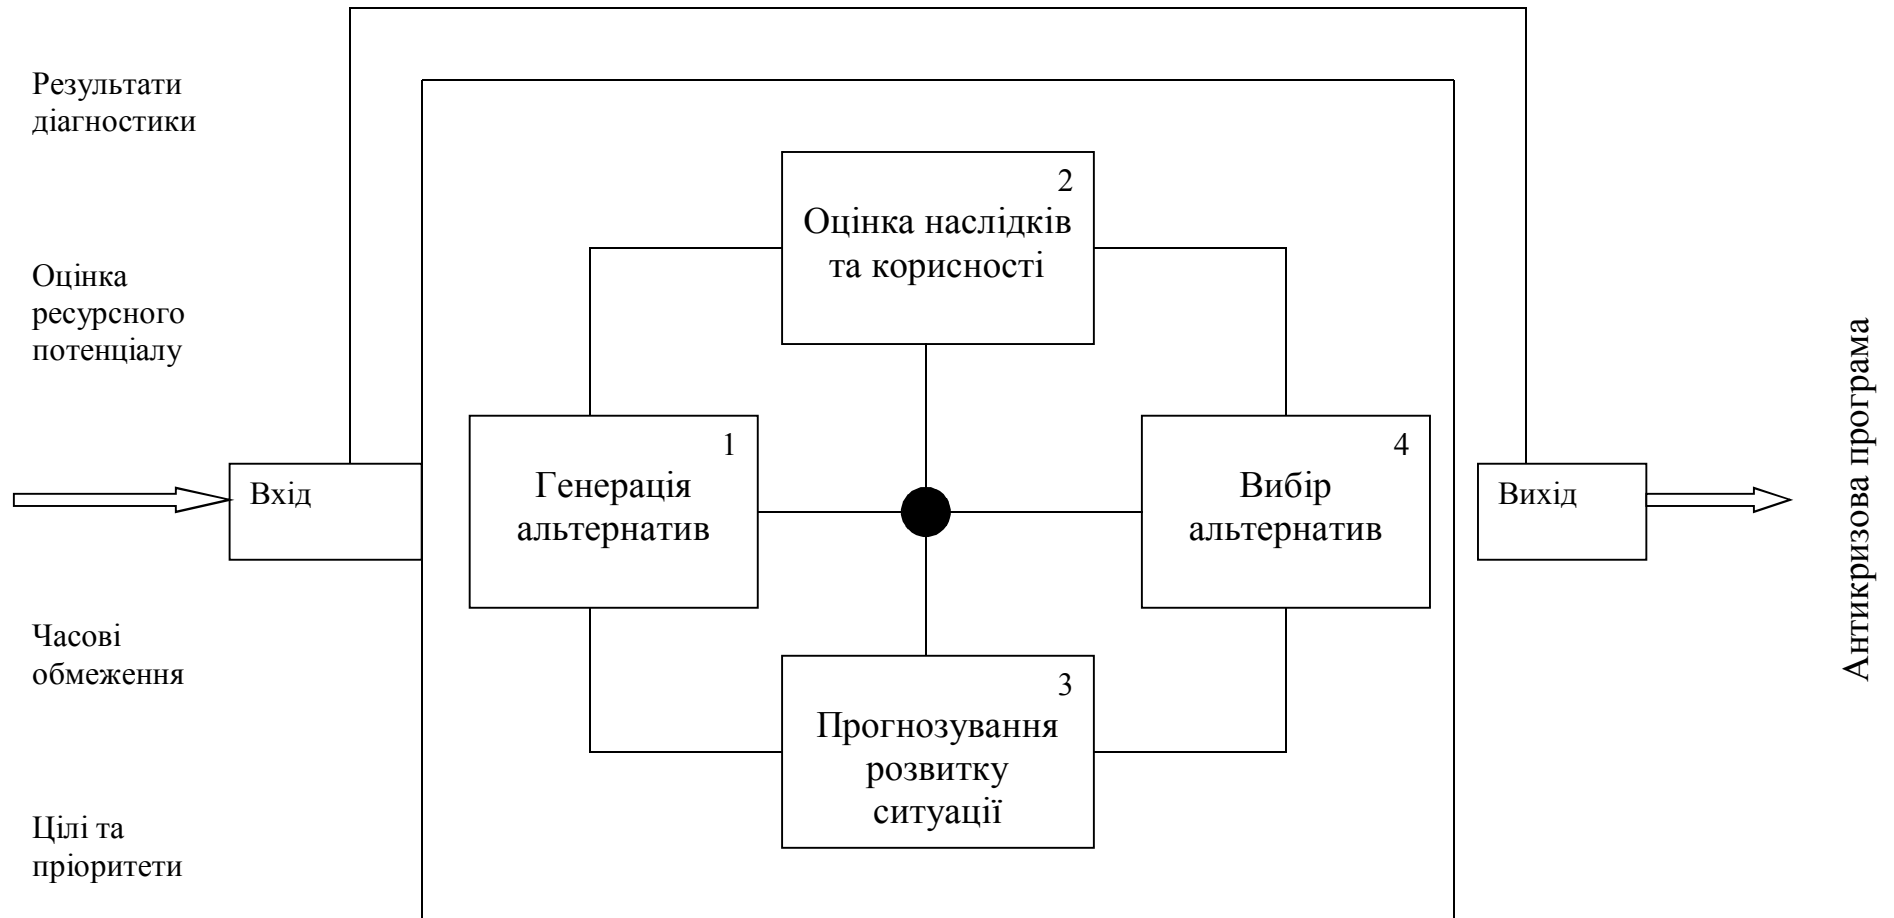 Результати
діагностики
Оцінка
ресурсного
потенціалу
Часові
обмеження
Цілі та
пріоритети
Вхід
1
Генерація
альтернатив
2
Оцінка наслідків
та корисності
3
Прогнозування
розвитку
ситуації
4
Вибір
альтернатив
Вихід
Антикризова програма